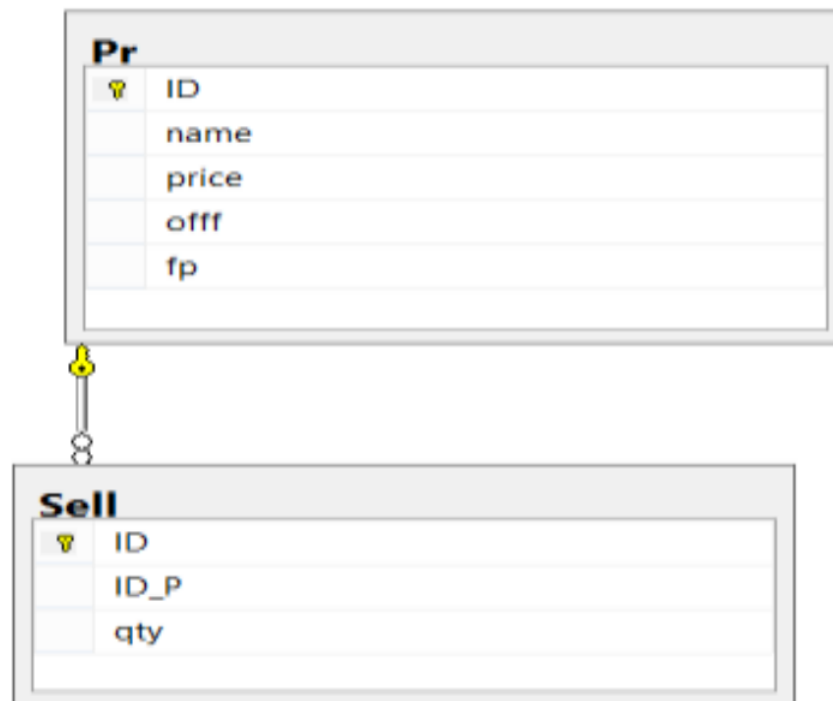 Pr
ID
name
price
offf
fp
Sell
ID
ID_P
qty